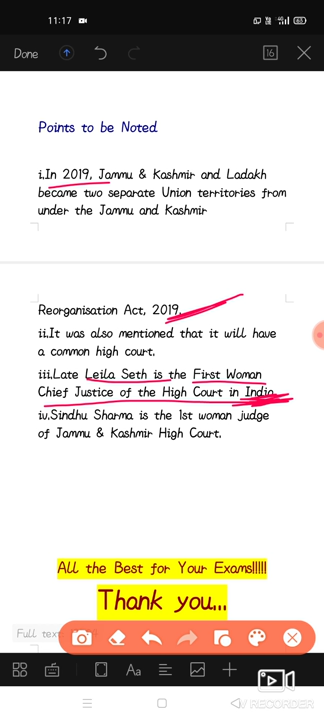 11:17
63
Done
16
Points to be Noted
i.In 2019, Jammu & Kashmir and Ladakh
became two separate Union territories from
under the Jammu and Kashmir
Reorganisation Act, 2019.
ii.It was also mentioned that it will have
a common high court.
iii.Late Leila Seth is the First Woman
Chief Justice of the High Court in India
iv.Sindhu Sharma is the 1st woman judge
of Jammu & Kashmir High Court.
All the Best for Your Exams!!!!!
Thank you...
Full tex
Aa
RECORDER